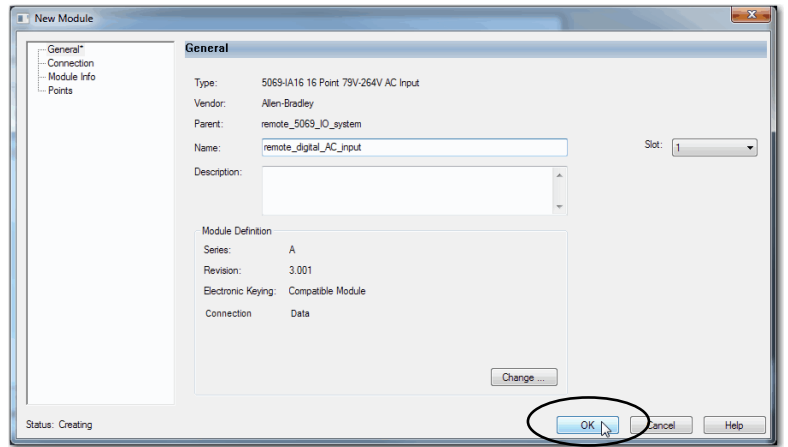 New Module
General*
Connection
Module Info
Points
General
Type: 5069-IA16 16 Point 79V-264V AC Input
Vendor: Allen-Bradley
Parent: remote_5069_IO_system
Name: remote_digital_AC_input Slot: 1
Description:
Module Definition
Series: A
Revision: 3.001
Electronic Keying: Compatible Module
Connection Data
Change ...
Status: Creating OK Cancel Help